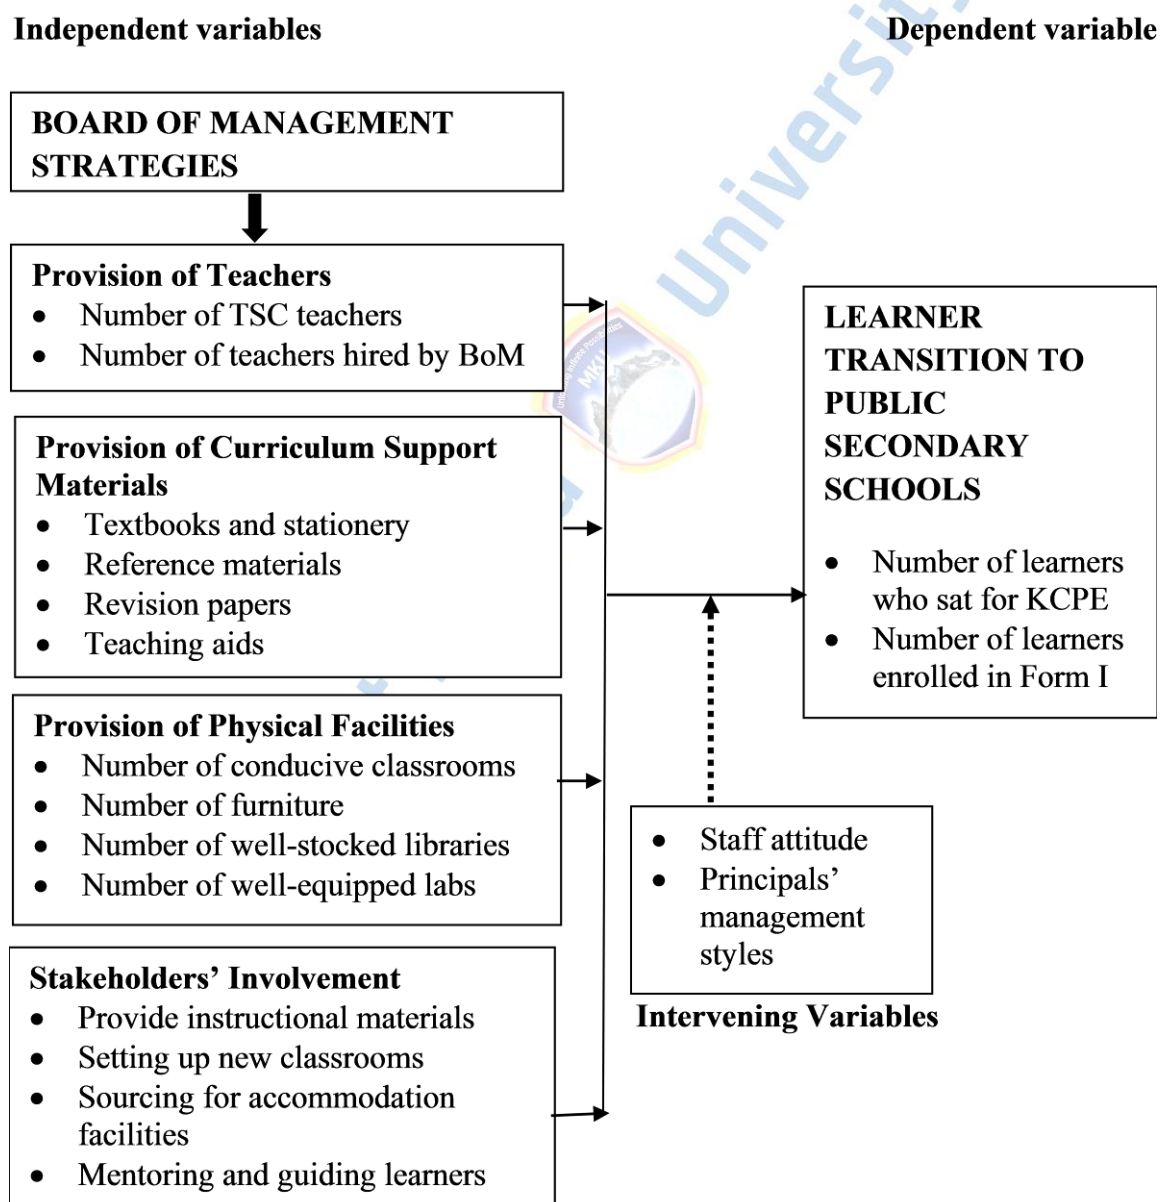 Independent variables
Dependent variable
BOARD OF MANAGEMENT
STRATEGIES
Provision of Teachers
• Number of TSC teachers
• Number of teachers hired by BoM
Provision of Curriculum Support
Materials
• Textbooks and stationery
• Reference materials
• Revision papers
• Teaching aids
Provision of Physical Facilities
• Number of conducive classrooms
• Number of furniture
• Number of well-stocked libraries
• Number of well-equipped labs
Stakeholders’ Involvement
• Provide instructional materials
• Setting up new classrooms
• Sourcing for accommodation
facilities
• Mentoring and guiding learners
LEARNER
TRANSITION TO
PUBLIC
SECONDARY
SCHOOLS
• Number of learners
who sat for KCPE
• Number of learners
enrolled in Form I
• Staff attitude
• Principals’
management
styles
Intervening Variables
University
MKU